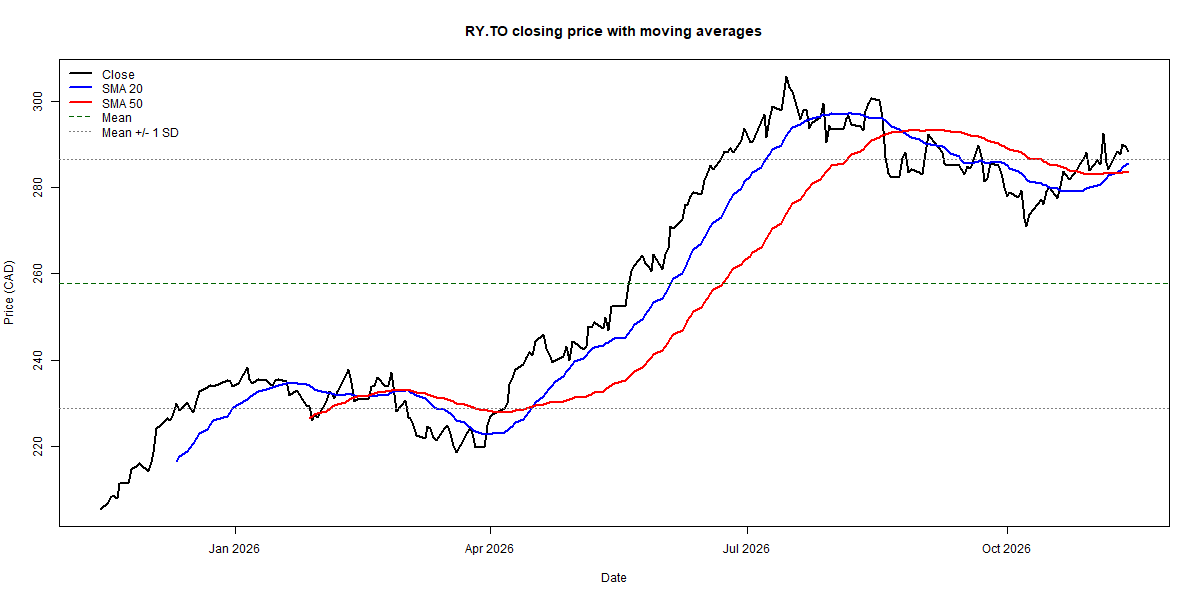 RY.TO closing price with moving averages
Close
SMA 20
SMA 50
Mean
Mean +/- 1 SD
300
280
260
240
220
Price (CAD)
Jan 2026
Apr 2026
Jul 2026
Oct 2026
Date